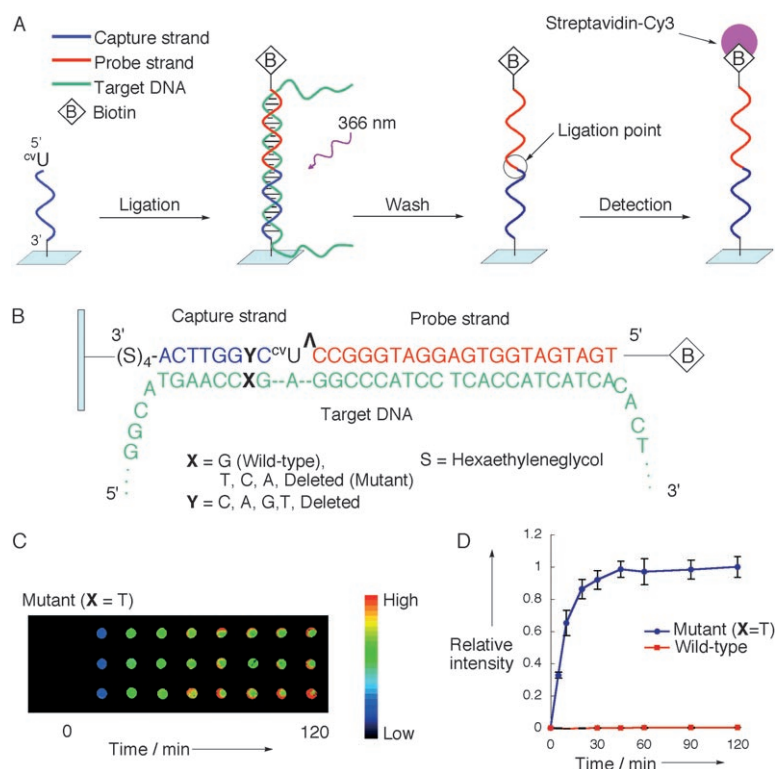 A
Capture strand
Probe strand
Target DNA
B Biotin
5'
cvU
3'
Ligation
B
366 nm
Wash
B
Ligation point
Detection
Streptavidin-Cy3
B
B
3' Capture strand Probe strand 5'
(S)4-ACTTGGYCcvU^CCGGGTAGGAGTGGTAGTAGT B
GGCATGAACCXG--A--GGCCCATCC TCACCATCATCACACT
Target DNA
5' 3'
X = G (Wild-type),
T, C, A, Deleted (Mutant)
Y = C, A, G,T, Deleted
S = Hexaethyleneglycol
C
Mutant (X = T)
High
Low
0 120
Time / min
D
Relative
intensity
1.2
1
0.8
0.6
0.4
0.2
0
Mutant (X=T)
Wild-type
0 30 60 90 120
Time / min